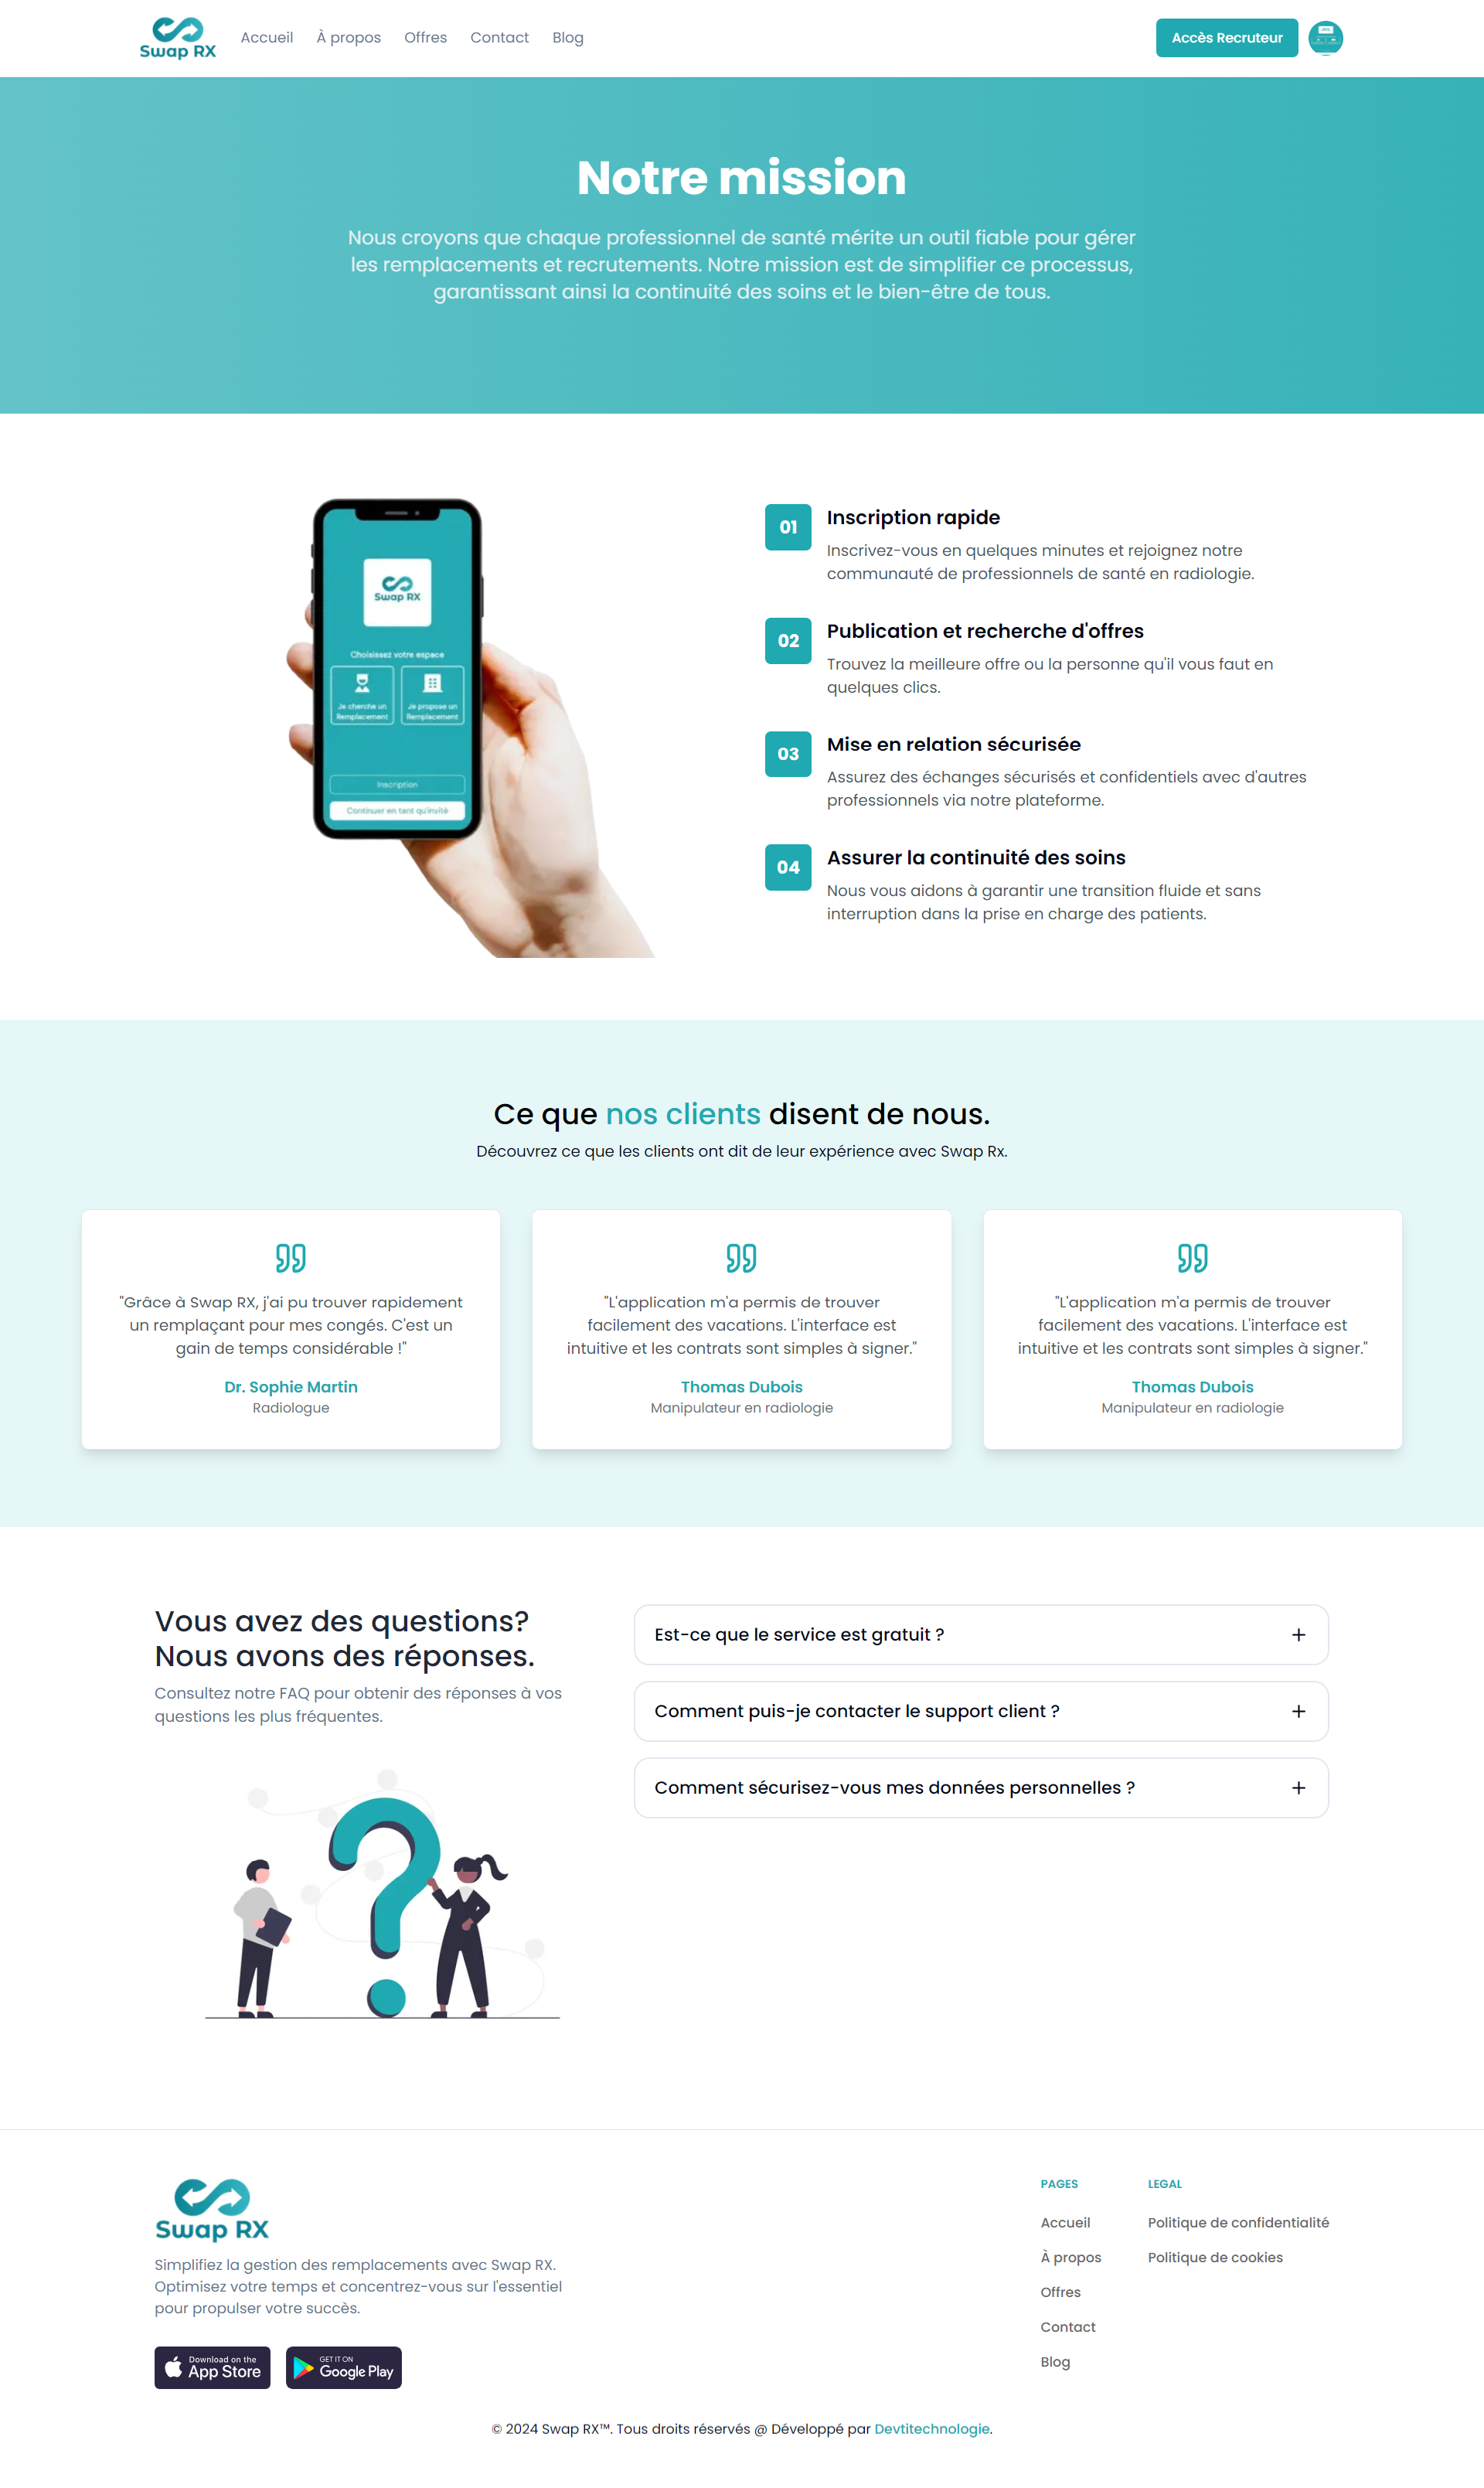 Swap RX
Accueil
À propos
Offres
Contact
Blog
Accès Recruteur
Notre mission
Nous croyons que chaque professionnel de santé mérite un outil fiable pour gérer
les remplacements et recrutements. Notre mission est de simplifier ce processus,
garantissant ainsi la continuité des soins et le bien-être de tous.
Swap RX
Choisissez votre espace
Je cherche un
Remplacement
Je propose un
Remplacement
Inscription
Continuer en tant qu'invité
01
Inscription rapide
Inscrivez-vous en quelques minutes et rejoignez notre
communauté de professionnels de santé en radiologie.
02
Publication et recherche d'offres
Trouvez la meilleure offre ou la personne qu'il vous faut en
quelques clics.
03
Mise en relation sécurisée
Assurez des échanges sécurisés et confidentiels avec d'autres
professionnels via notre plateforme.
04
Assurer la continuité des soins
Nous vous aidons à garantir une transition fluide et sans
interruption dans la prise en charge des patients.
Ce que nos clients disent de nous.
Découvrez ce que les clients ont dit de leur expérience avec Swap Rx.
"Grâce à Swap RX, j'ai pu trouver rapidement
un remplaçant pour mes congés. C'est un
gain de temps considérable !"
Dr. Sophie Martin
Radiologue
"L'application m'a permis de trouver
facilement des vacations. L'interface est
intuitive et les contrats sont simples à signer."
Thomas Dubois
Manipulateur en radiologie
"L'application m'a permis de trouver
facilement des vacations. L'interface est
intuitive et les contrats sont simples à signer."
Thomas Dubois
Manipulateur en radiologie
Vous avez des questions?
Nous avons des réponses.
Consultez notre FAQ pour obtenir des réponses à vos
questions les plus fréquentes.
Est-ce que le service est gratuit ?
Comment puis-je contacter le support client ?
Comment sécurisez-vous mes données personnelles ?
Swap RX
Simplifiez la gestion des remplacements avec Swap RX.
Optimisez votre temps et concentrez-vous sur l'essentiel
pour propulser votre succès.
Download on the
App Store
GET IT ON
Google Play
PAGES
Accueil
À propos
Offres
Contact
Blog
LEGAL
Politique de confidentialité
Politique de cookies
© 2024 Swap RX™. Tous droits réservés @ Développé par Devtitechnologie.